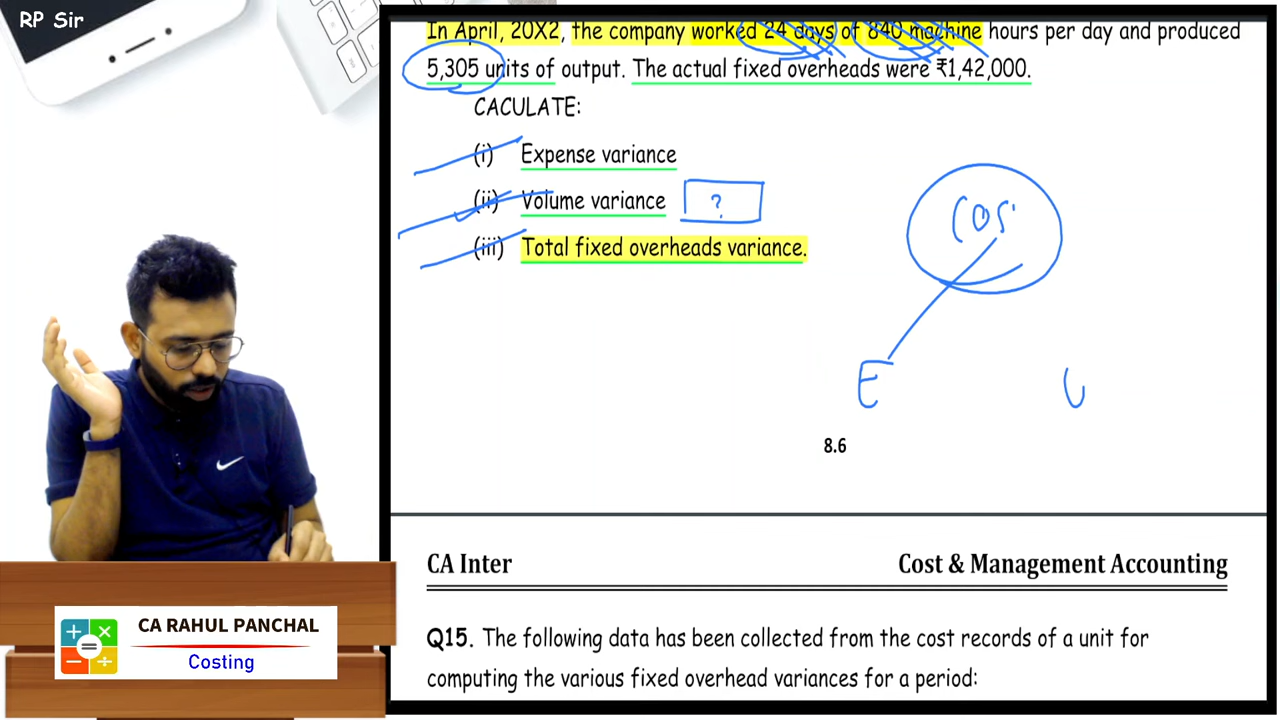 RP Sir
In April, 20X2, the company worked 24 days of 840 machine hours per day and produced
5,305 units of output. The actual fixed overheads were ₹1,42,000.
CACULATE:
(i) Expense variance
(ii) Volume variance ?
(iii) Total fixed overheads variance.
E
8.6
CA Inter Cost & Management Accounting
Q15. The following data has been collected from the cost records of a unit for
computing the various fixed overhead variances for a period:
CA RAHUL PANCHAL
Costing